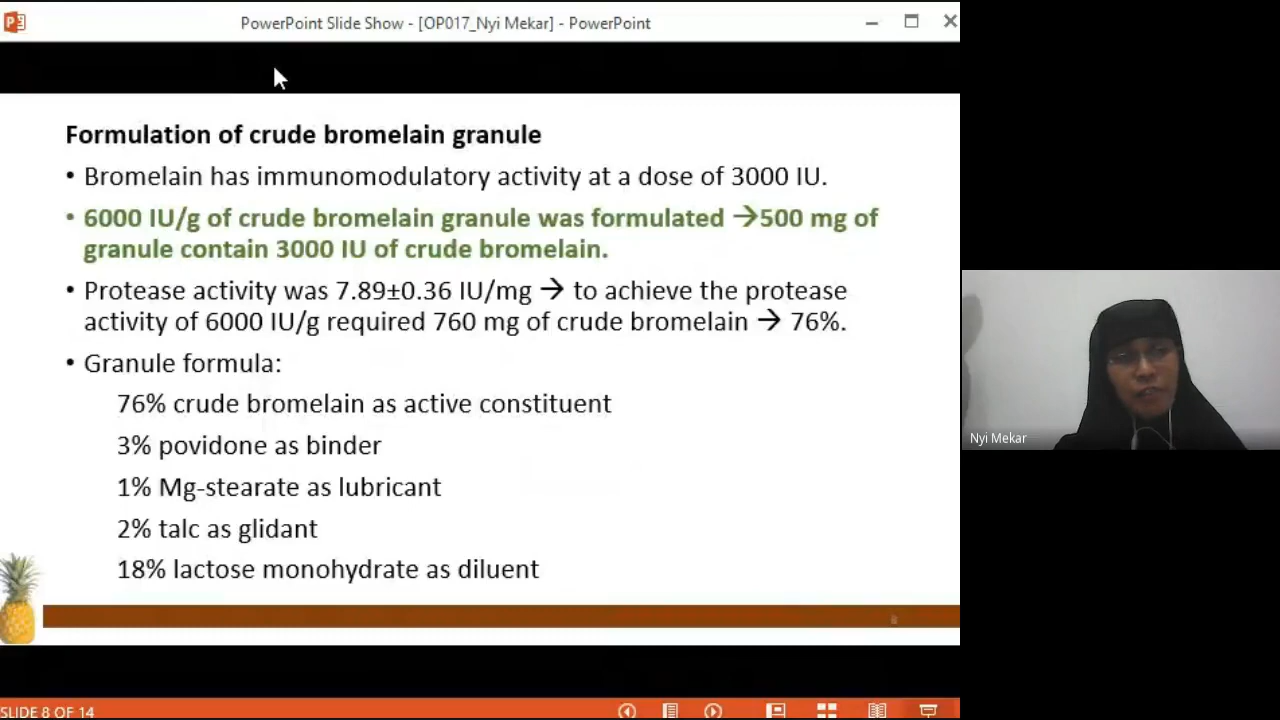 PowerPoint Slide Show - [OP017_Nyi Mekar] - PowerPoint
Formulation of crude bromelain granule
• Bromelain has immunomodulatory activity at a dose of 3000 IU.
• 6000 IU/g of crude bromelain granule was formulated →500 mg of
granule contain 3000 IU of crude bromelain.
• Protease activity was 7.89±0.36 IU/mg → to achieve the protease
activity of 6000 IU/g required 760 mg of crude bromelain → 76%.
• Granule formula:
76% crude bromelain as active constituent
3% povidone as binder
1% Mg-stearate as lubricant
2% talc as glidant
18% lactose monohydrate as diluent
Nyi Mekar
SLIDE 8 OF 14